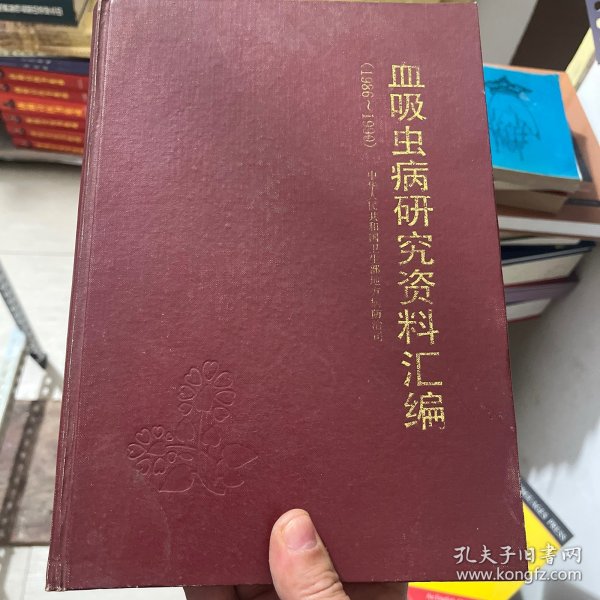 血吸虫病研究资料汇编
(1986～1990)
中华人民共和国卫生部地方病防治司
孔夫子旧书网
www.kongfz.com